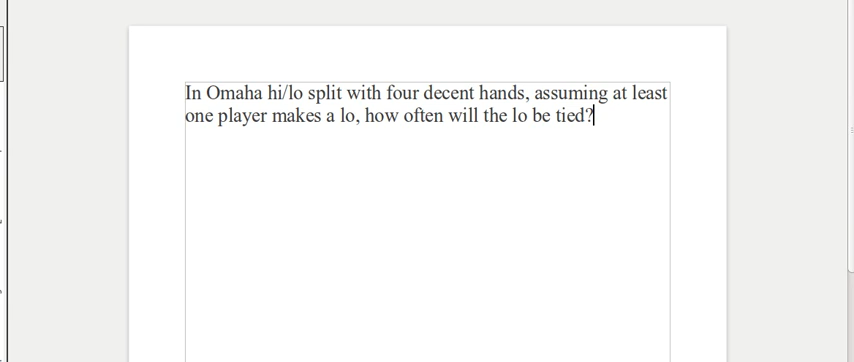 In Omaha hi/lo split with four decent hands, assuming at least
one player makes a lo, how often will the lo be tied?